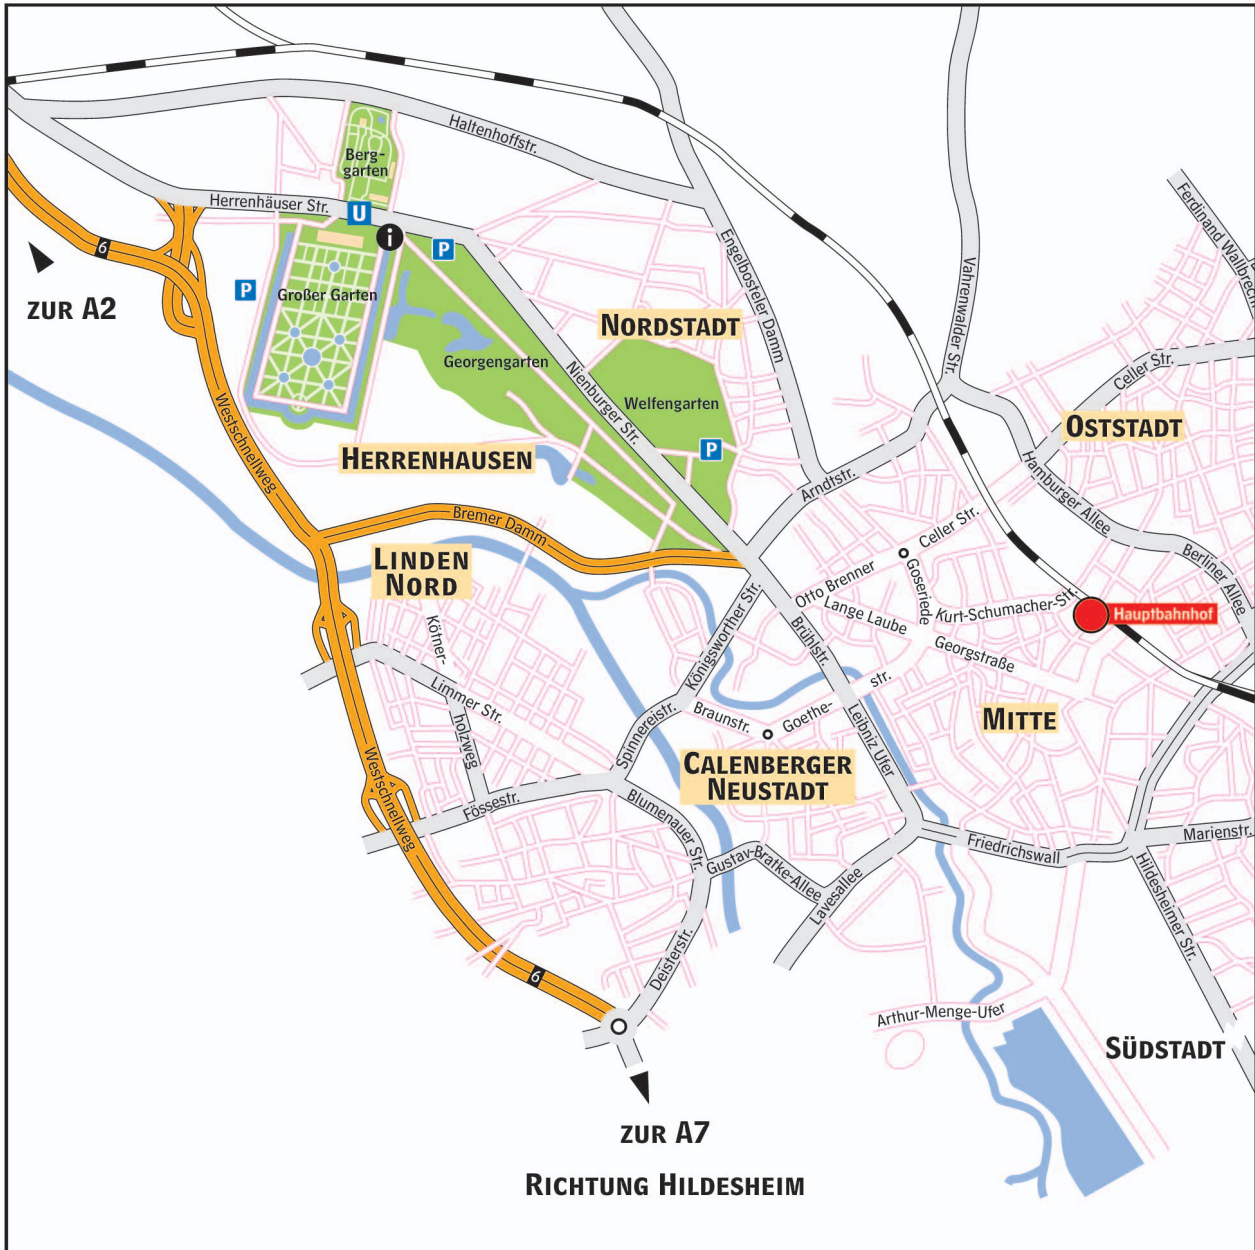 Haltenhoffstr.
Berg-
garten
Herrenhäuser Str.
U
i
P
P
6
ZUR A2
Großer Garten
Georgengarten
NORDSTADT
Engelbosteler Damm
Vahrenwalder Str.
Ferdinand Wallbrech
Celler Str.
Nienburger Str.
Welfengarten
P
OSTSTADT
HERRENHAUSEN
Westschnellweg
Arndtstr.
Hamburger Allee
Bremer Damm
Celler Str.
Berliner Allee
LINDEN
NORD
Otto Brenner
Goseriede
Lange Laube
Kurt-Schumacher-Str.
Hauptbahnhof
Kötner-
Königsworther Str.
Brühlstr.
Georgstraße
Limmer Str.
holzweg
Spinnereistr.
Braunstr.
Goethe-
str.
Leibniz Ufer
MITTE
CALENBERGER
NEUSTADT
Westschnellweg
Fössestr.
Blumenauer Str.
Gustav-Bratke-Allee
Lavesallee
Friedrichswall
Marienstr.
Hildesheimer Str.
Deisterstr.
6
Arthur-Menge-Ufer
SÜDSTADT
ZUR A7
RICHTUNG HILDESHEIM